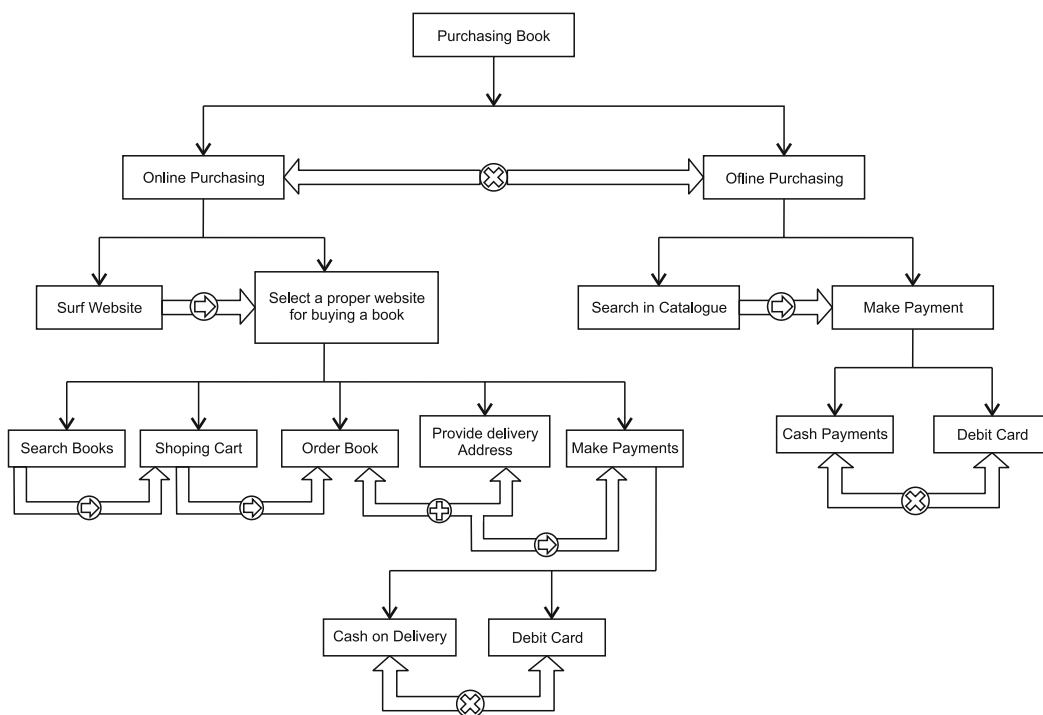 Purchasing Book
Online Purchasing
Ofline Purchasing
Surf Website
Select a proper website
for buying a book
Search in Catalogue
Make Payment
Search Books
Shoping Cart
Order Book
Provide delivery
Address
Make Payments
Cash Payments
Debit Card
Cash on Delivery
Debit Card